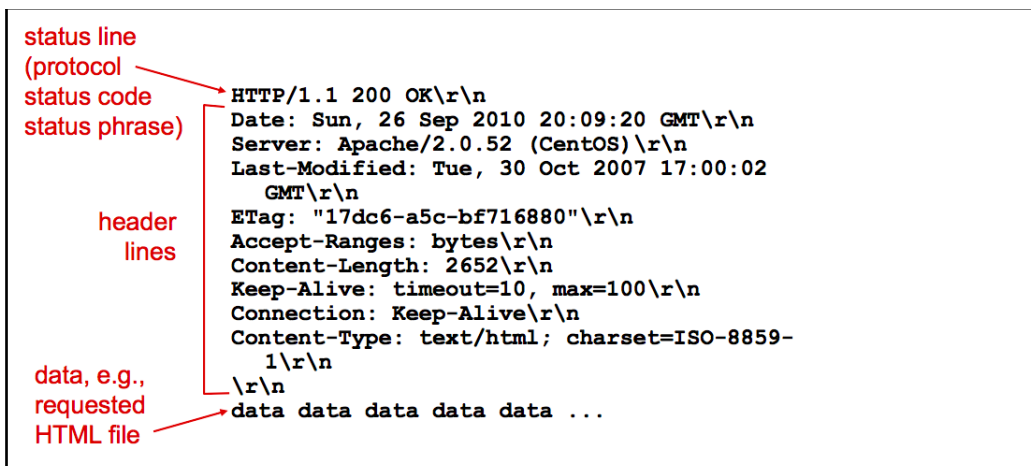 status line
(protocol
status code
status phrase)
HTTP/1.1 200 OK\r\n
Date: Sun, 26 Sep 2010 20:09:20 GMT\r\n
Server: Apache/2.0.52 (CentOS)\r\n
Last-Modified: Tue, 30 Oct 2007 17:00:02
GMT\r\n
ETag: "17dc6-a5c-bf716880"\r\n
Accept-Ranges: bytes\r\n
Content-Length: 2652\r\n
Keep-Alive: timeout=10, max=100\r\n
Connection: Keep-Alive\r\n
Content-Type: text/html; charset=ISO-8859-
1\r\n
\r\n
data data data data data ...
header
lines
data, e.g.,
requested
HTML file